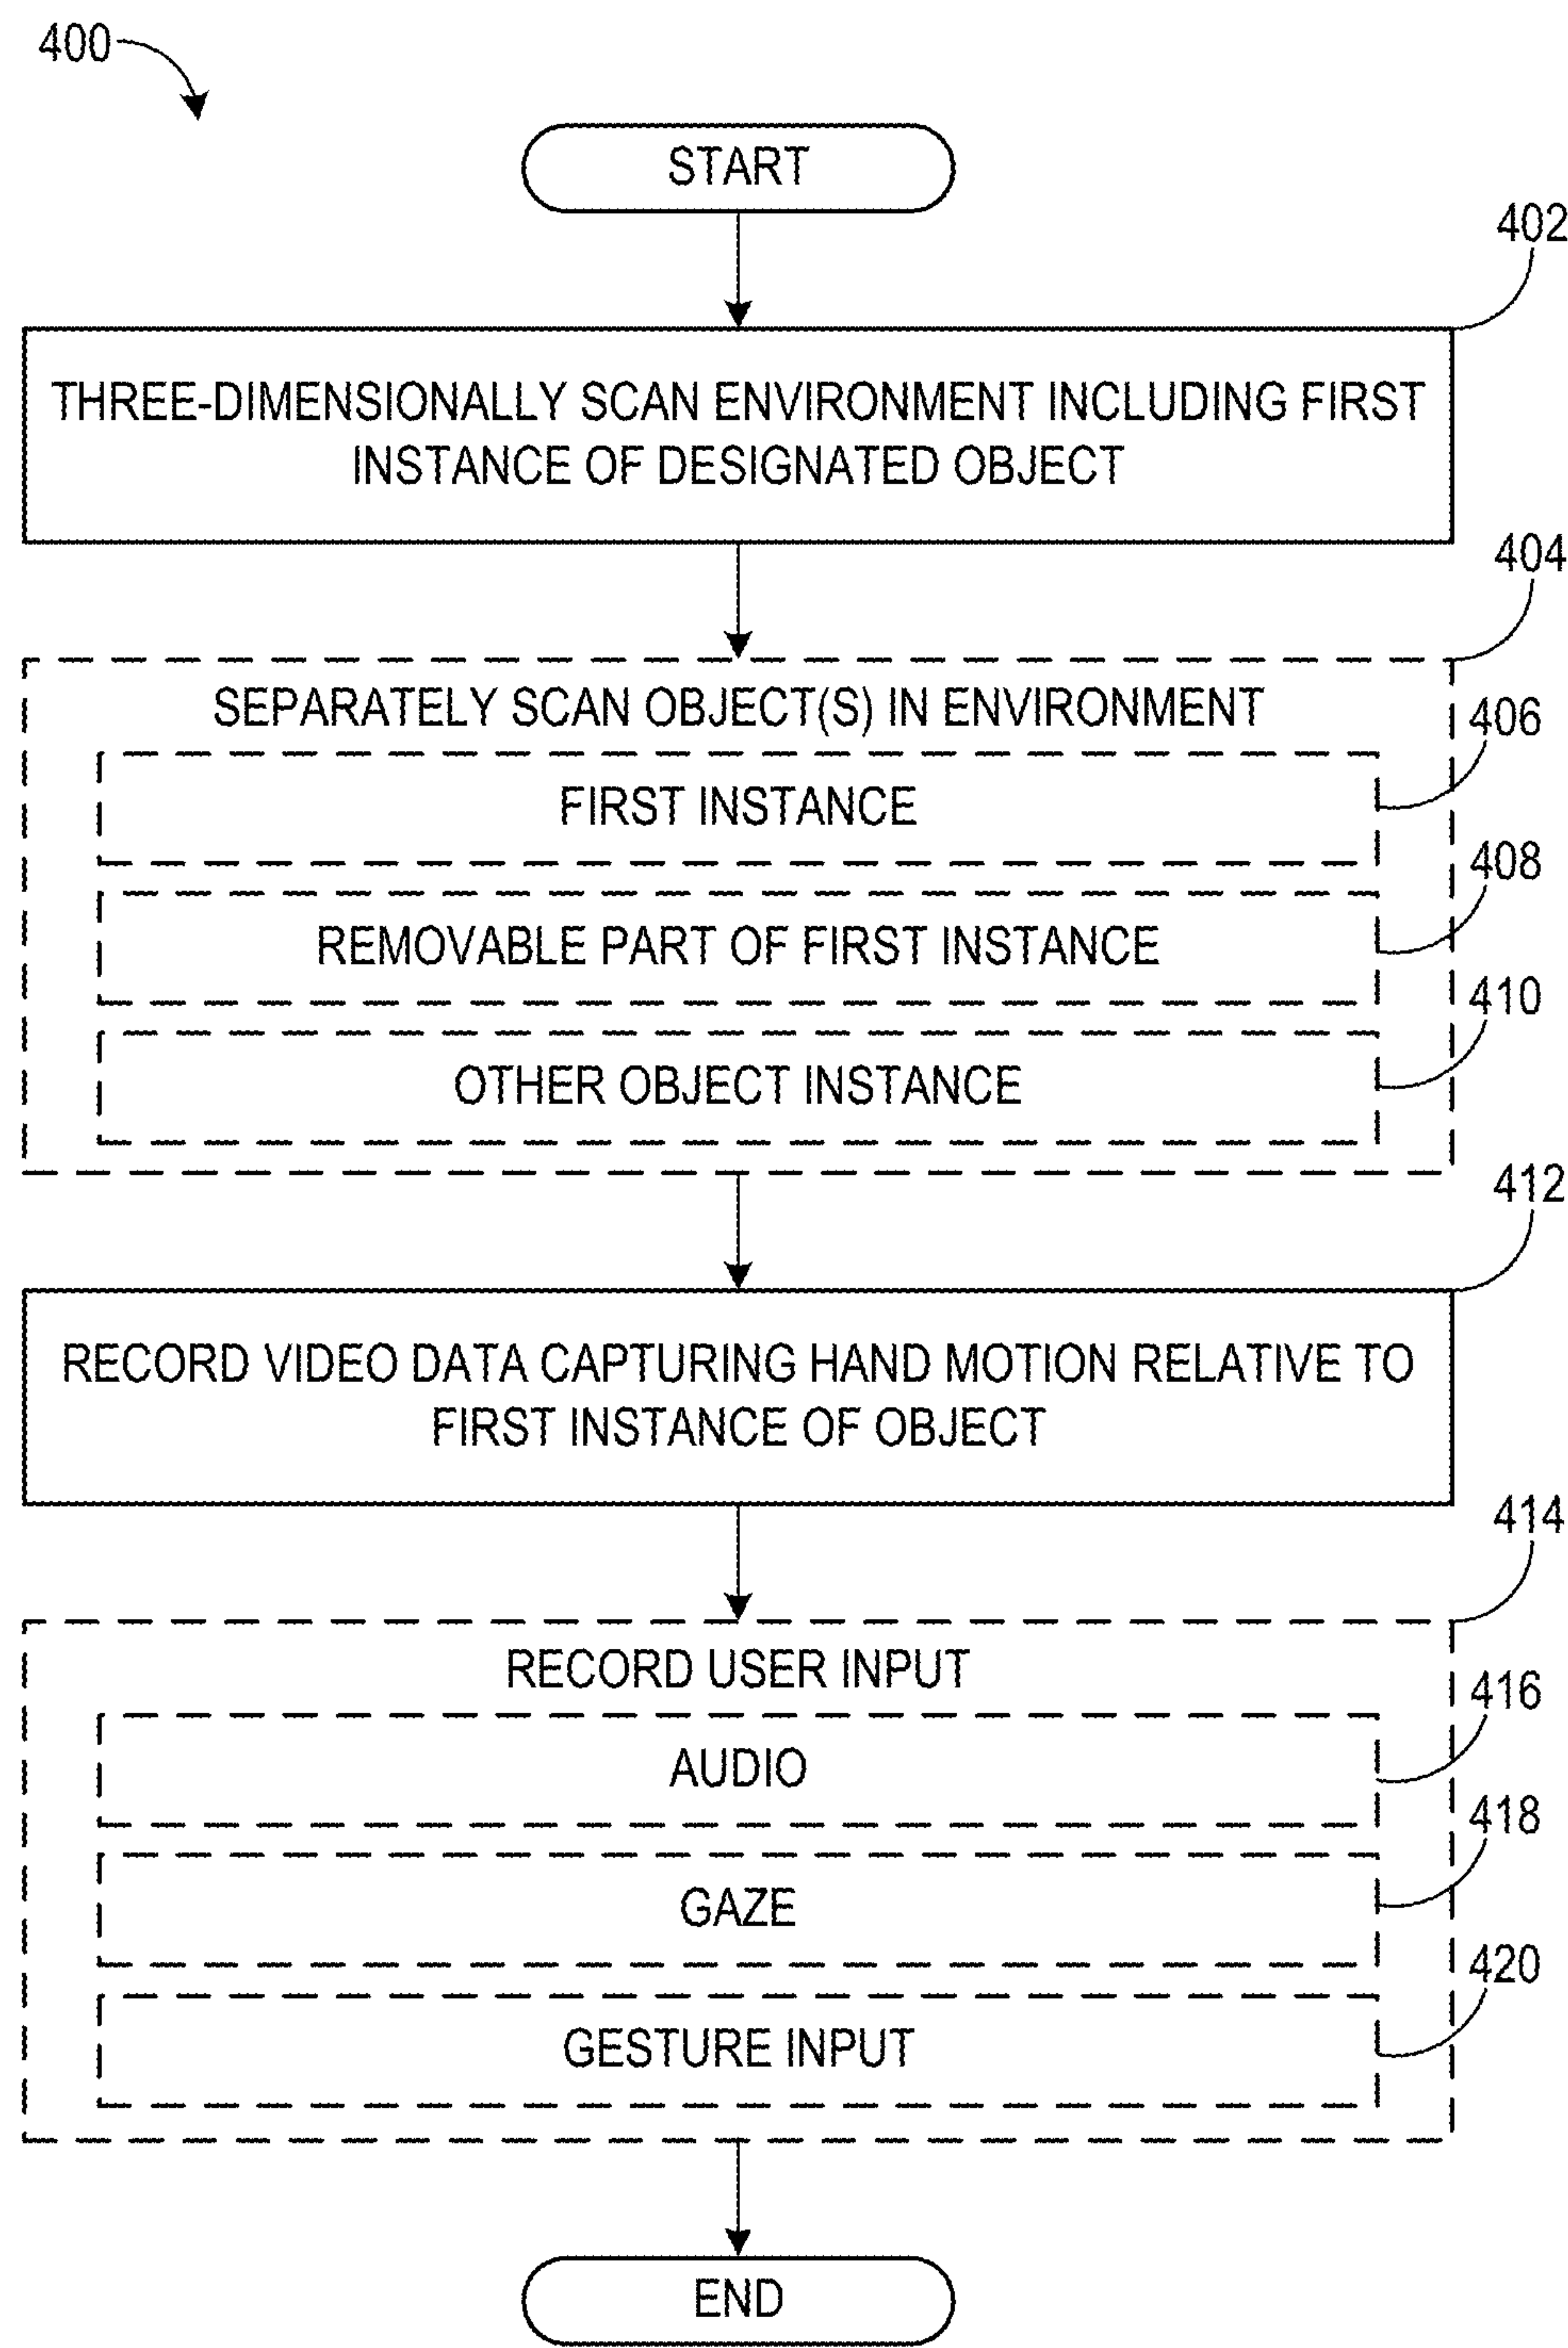 400
START
402
THREE-DIMENSIONALLY SCAN ENVIRONMENT INCLUDING FIRST
INSTANCE OF DESIGNATED OBJECT
404
SEPARATELY SCAN OBJECT(S) IN ENVIRONMENT
406
FIRST INSTANCE
408
REMOVABLE PART OF FIRST INSTANCE
410
OTHER OBJECT INSTANCE
412
RECORD VIDEO DATA CAPTURING HAND MOTION RELATIVE TO
FIRST INSTANCE OF OBJECT
414
RECORD USER INPUT
416
AUDIO
418
GAZE
420
GESTURE INPUT
END